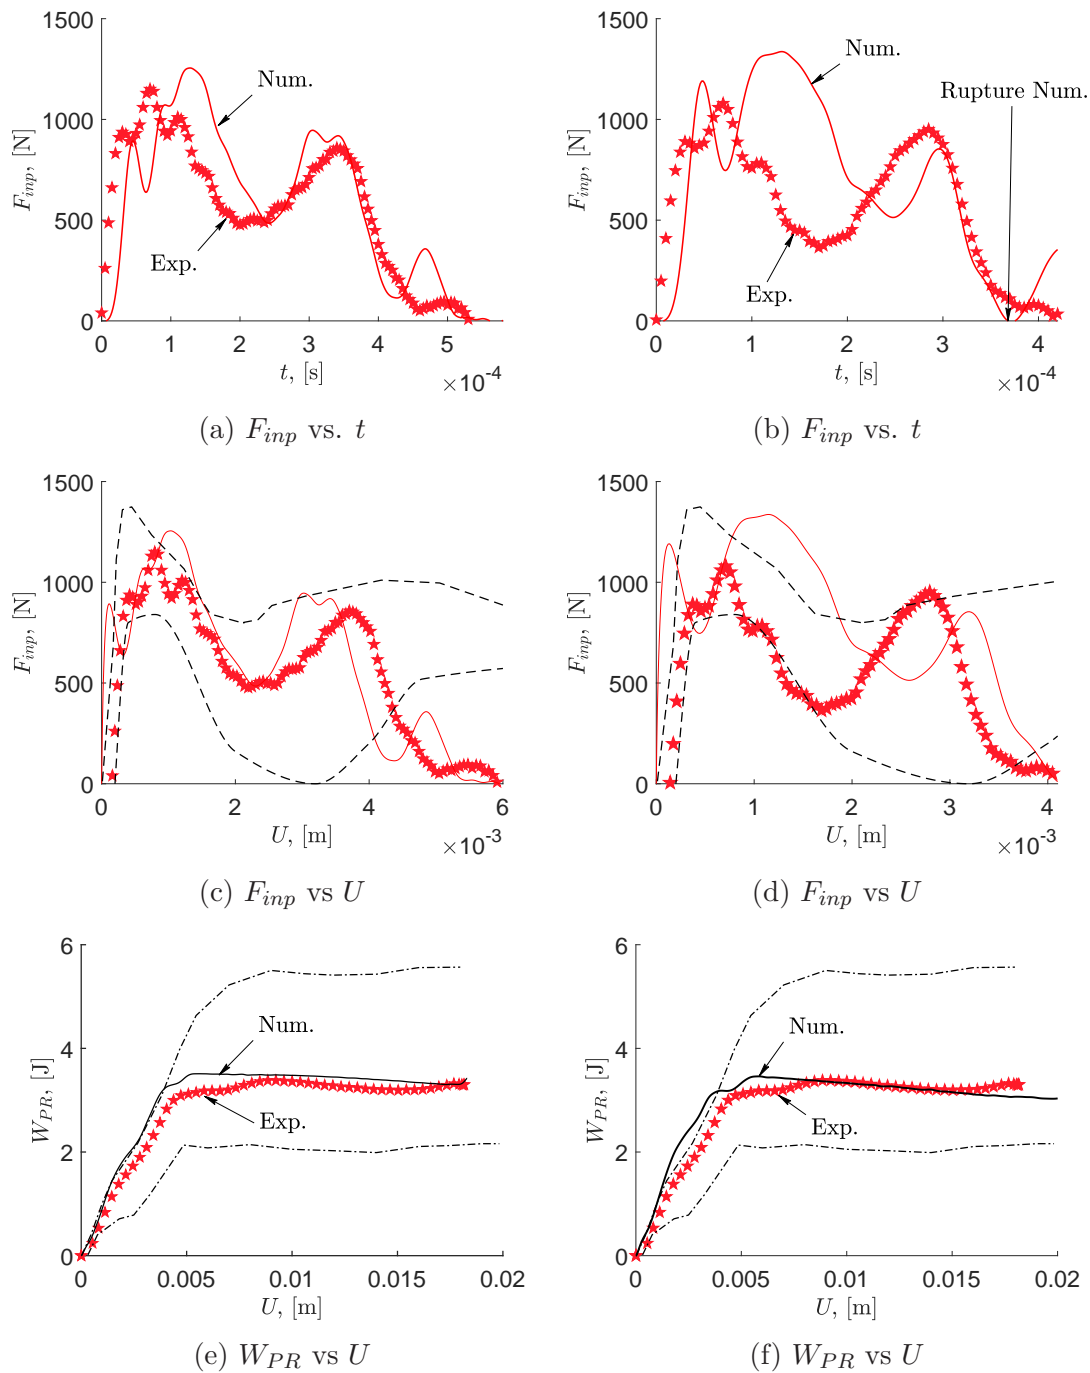 1500
1000
500
0
F_inp, [N]
Num.
Exp.
0 1 2 3 4 5
t, [s]
×10⁻⁴
(a) F_inp vs. t
1500
1000
500
0
F_inp, [N]
Num.
Rupture Num.
Exp.
0 1 2 3 4
t, [s]
×10⁻⁴
(b) F_inp vs. t
1500
1000
500
0
F_inp, [N]
0 2 4 6
U, [m]
×10⁻³
(c) F_inp vs U
1500
1000
500
0
F_inp, [N]
0 1 2 3 4
U, [m]
×10⁻³
(d) F_inp vs U
6
4
2
0
W_PR, [J]
Num.
Exp.
0 0.005 0.01 0.015 0.02
U, [m]
(e) W_PR vs U
6
4
2
0
W_PR, [J]
Num.
Exp.
0 0.005 0.01 0.015 0.02
U, [m]
(f) W_PR vs U